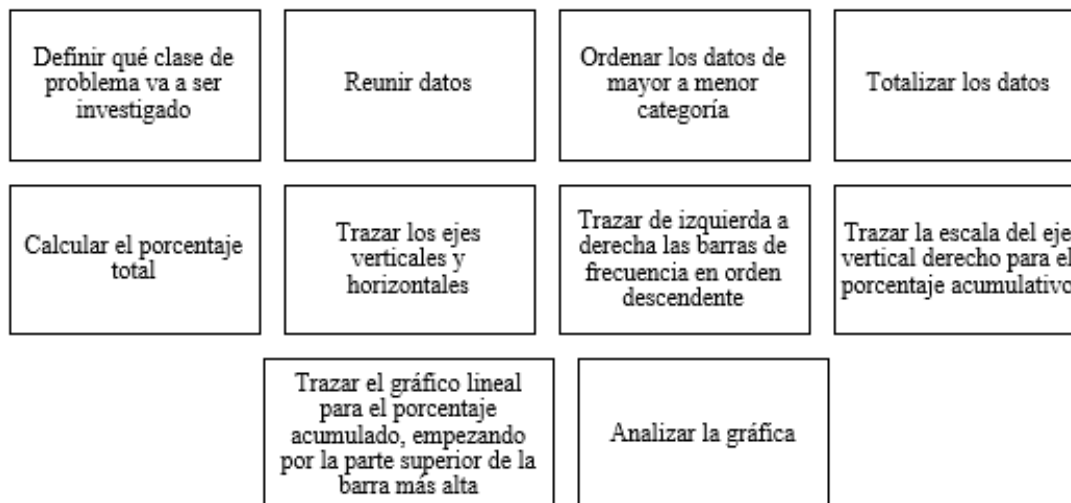 Definir qué clase de
problema va a ser
investigado
Reunir datos
Ordenar los datos de
mayor a menor
categoría
Totalizar los datos
Calcular el porcentaje
total
Trazar los ejes
verticales y
horizontales
Trazar de izquierda a
derecha las barras de
frecuencia en orden
descendente
Trazar la escala del eje
vertical derecho para el
porcentaje acumulativo
Trazar el gráfico lineal
para el porcentaje
acumulado, empezando
por la parte superior de la
barra más alta
Analizar la gráfica